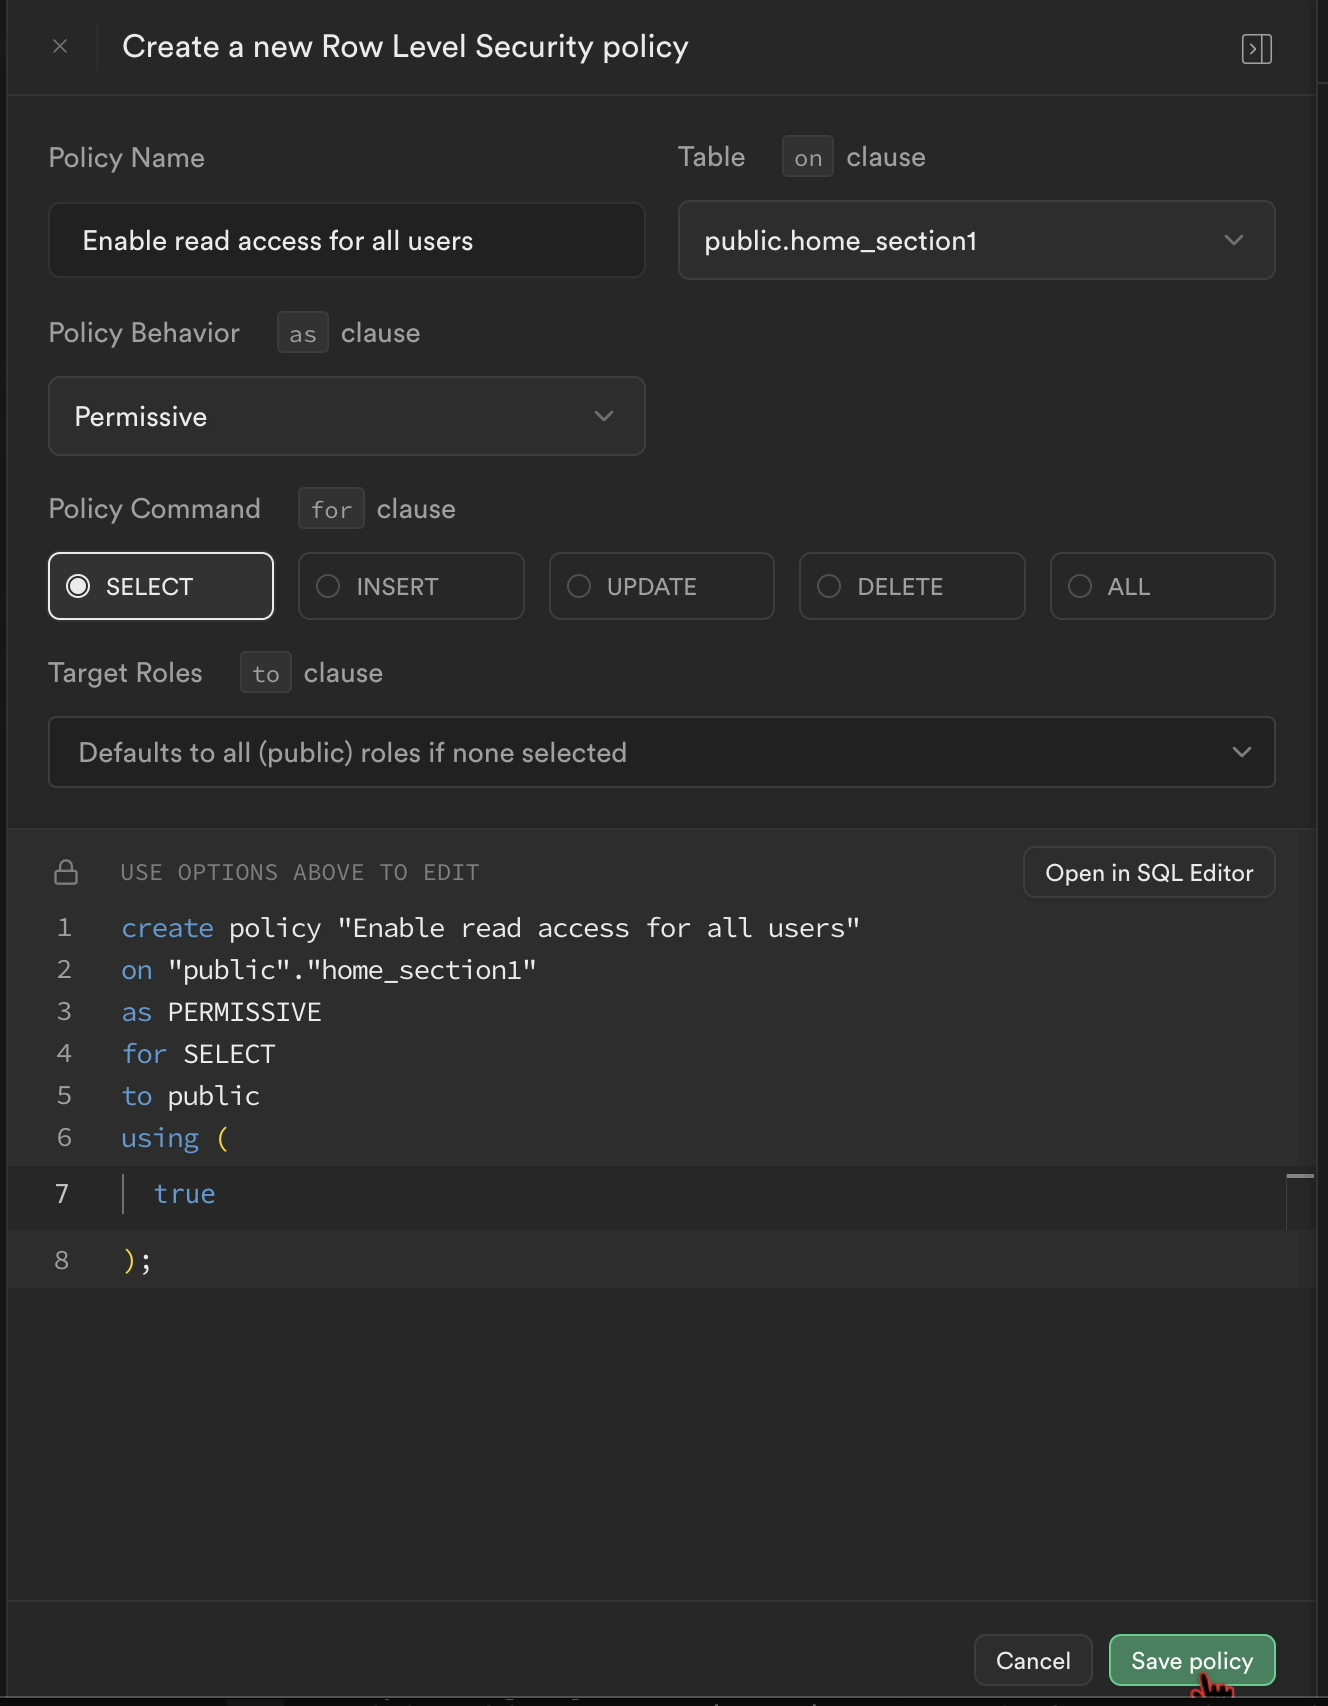 Create a new Row Level Security policy
Policy Name
Table on clause
Enable read access for all users
public.home_section1
Policy Behavior as clause
Permissive
Policy Command for clause
SELECT INSERT UPDATE DELETE ALL
Target Roles to clause
Defaults to all (public) roles if none selected
USE OPTIONS ABOVE TO EDIT
Open in SQL Editor
1 create policy "Enable read access for all users"
2 on "public"."home_section1"
3 as PERMISSIVE
4 for SELECT
5 to public
6 using (
7 true
8 );
Cancel Save policy